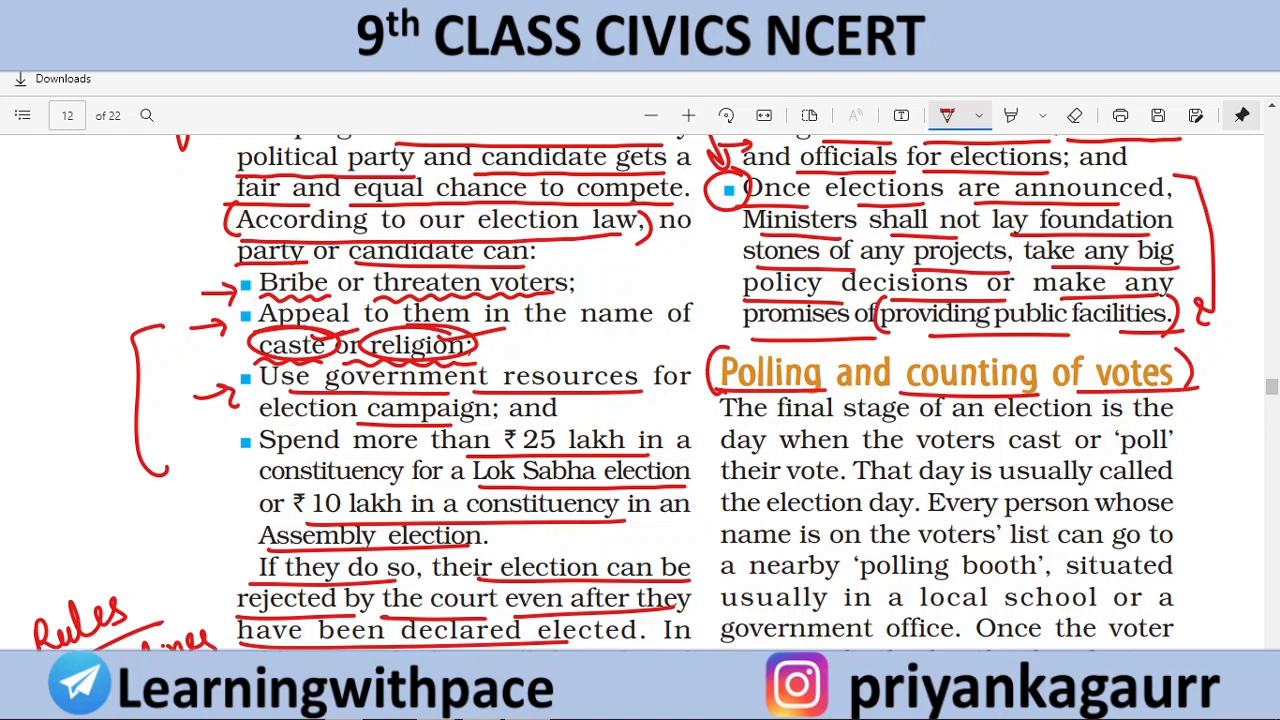 9th CLASS CIVICS NCERT
Downloads
12 of 22
political party and candidate gets a
fair and equal chance to compete.
According to our election law, no
party or candidate can:
Bribe or threaten voters;
Appeal to them in the name of
caste or religion;
Use government resources for
election campaign; and
Spend more than ₹ 25 lakh in a
constituency for a Lok Sabha election
or ₹ 10 lakh in a constituency in an
Assembly election.
If they do so, their election can be
rejected by the court even after they
have been declared elected. In
Rules
and officials for elections; and
Once elections are announced,
Ministers shall not lay foundation
stones of any projects, take any big
policy decisions or make any
promises of providing public facilities.
Polling and counting of votes
The final stage of an election is the
day when the voters cast or ‘poll’
their vote. That day is usually called
the election day. Every person whose
name is on the voters’ list can go to
a nearby ‘polling booth’, situated
usually in a local school or a
government office. Once the voter
Learningwithpace
priyankagaurr